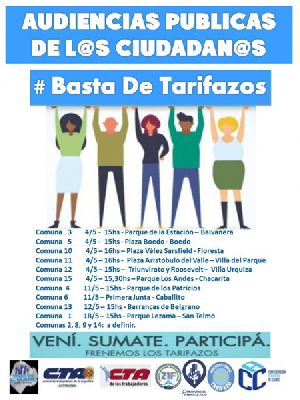 AUDIENCIAS PUBLICAS
DE L@S CIUDADAN@S
# Basta De Tarifazos
Comuna 3 4/5 - 15hs - Parque de la Estación – Balvanera
Comuna 5 4/5 - 15hs - Plaza Boedo - Boedo
Comuna 10 4/5 – 16hs – Plaza Vélez Sarsfield - Floresta
Comuna 11 4/5 – 16hs – Plaza Aristóbulo del Valle – Villa del Parque
Comuna 12 4/5 – 15hs – Triunvirato y Roosevelt – Villa Urquiza
Comuna 15 4/5 – 15,30hs – Parque Los Andes - Chacarita
Comuna 4 11/5 – 15hs – Parque de los Patricios
Comuna 6 11/5 – Primera Junta - Caballito
Comuna 13 12/5 – 15hs – Barrancas de Belgrano
Comuna 1 18/5 – 15hs – Parque Lezama – San Telmo
Comunas 2, 8, 9 y 14: a definir.
VENÍ. SUMATE. PARTICIPÁ.
FRENEMOS LOS TARIFAZOS
CTA
CTA
de los trabajadores